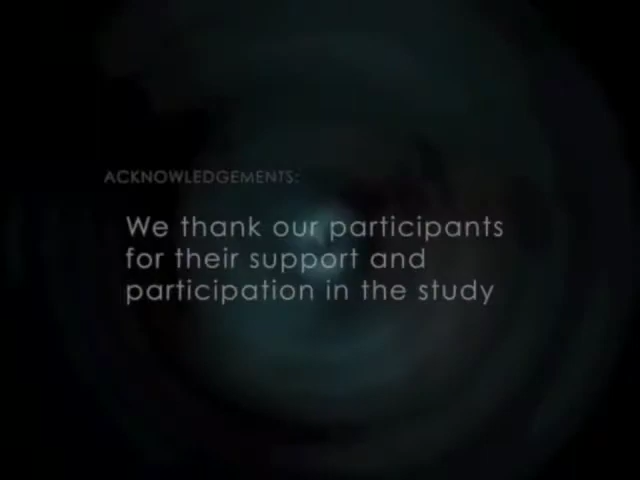 ACKNOWLEDGEMENTS:
We thank our participants
for their support and
participation in the study